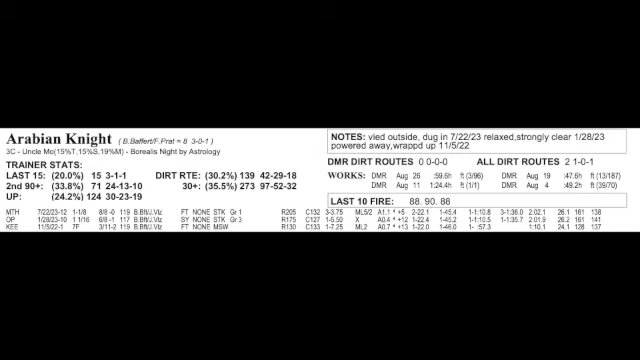 Arabian Knight ( B.Baffert/F.Prat = 8 3-0-1 )
3C - Uncle Mo(15%T,15%S,19%M) - Borealis Night by Astrology
TRAINER STATS:
LAST 15: (20.0%) 15 3-1-1 DIRT RTE: (30.2%) 139 42-29-18
2nd 90+: (33.8%) 71 24-13-10 30+: (35.5%) 273 97-52-32
UP: (24.2%) 124 30-23-19
NOTES: vied outside, dug in 7/22/23 relaxed,strongly clear 1/28/23
powered away,wrappd up 11/5/22
DMR DIRT ROUTES 0 0-0-0 ALL DIRT ROUTES 2 1-0-1
WORKS: DMR Aug 26 :59.6h ft (3/96) DMR Aug 19 :47.6h ft (13/187)
DMR Aug 11 1:24.4h ft (1/1) DMR Aug 4 :49.2h ft (39/70)
LAST 10 FIRE: 88. 90. 88
MTH 7/22/23-12 1-1/8 8/8 -0 119 B.Bft/J.Vlz FT NONE STK Gr 1 R205 C132 3-3.75 ML5/2 A1.1 * +5 2-22.1 1-45.4 1-1:10.8 3-1:36.0 2:02.1 26.1 161 138
OP 1/28/23-10 1 1/16 6/8 -1 117 B.Bft/J.Vlz SY NONE STK Gr 3 R175 C127 1-5.50 X A0.4 * +12 1-22.4 1-45.2 1-1:10.5 1-1:35.7 2:01.9 26.2 161 141
KEE 11/5/22-1 7F 3/11-2 119 B.Bft/J.Vlz FT NONE MSW R130 C133 1-7.25 ML2 A0.7 * +13 1-22.0 1-46.0 1- :57.3 1:10.1 24.1 128 137